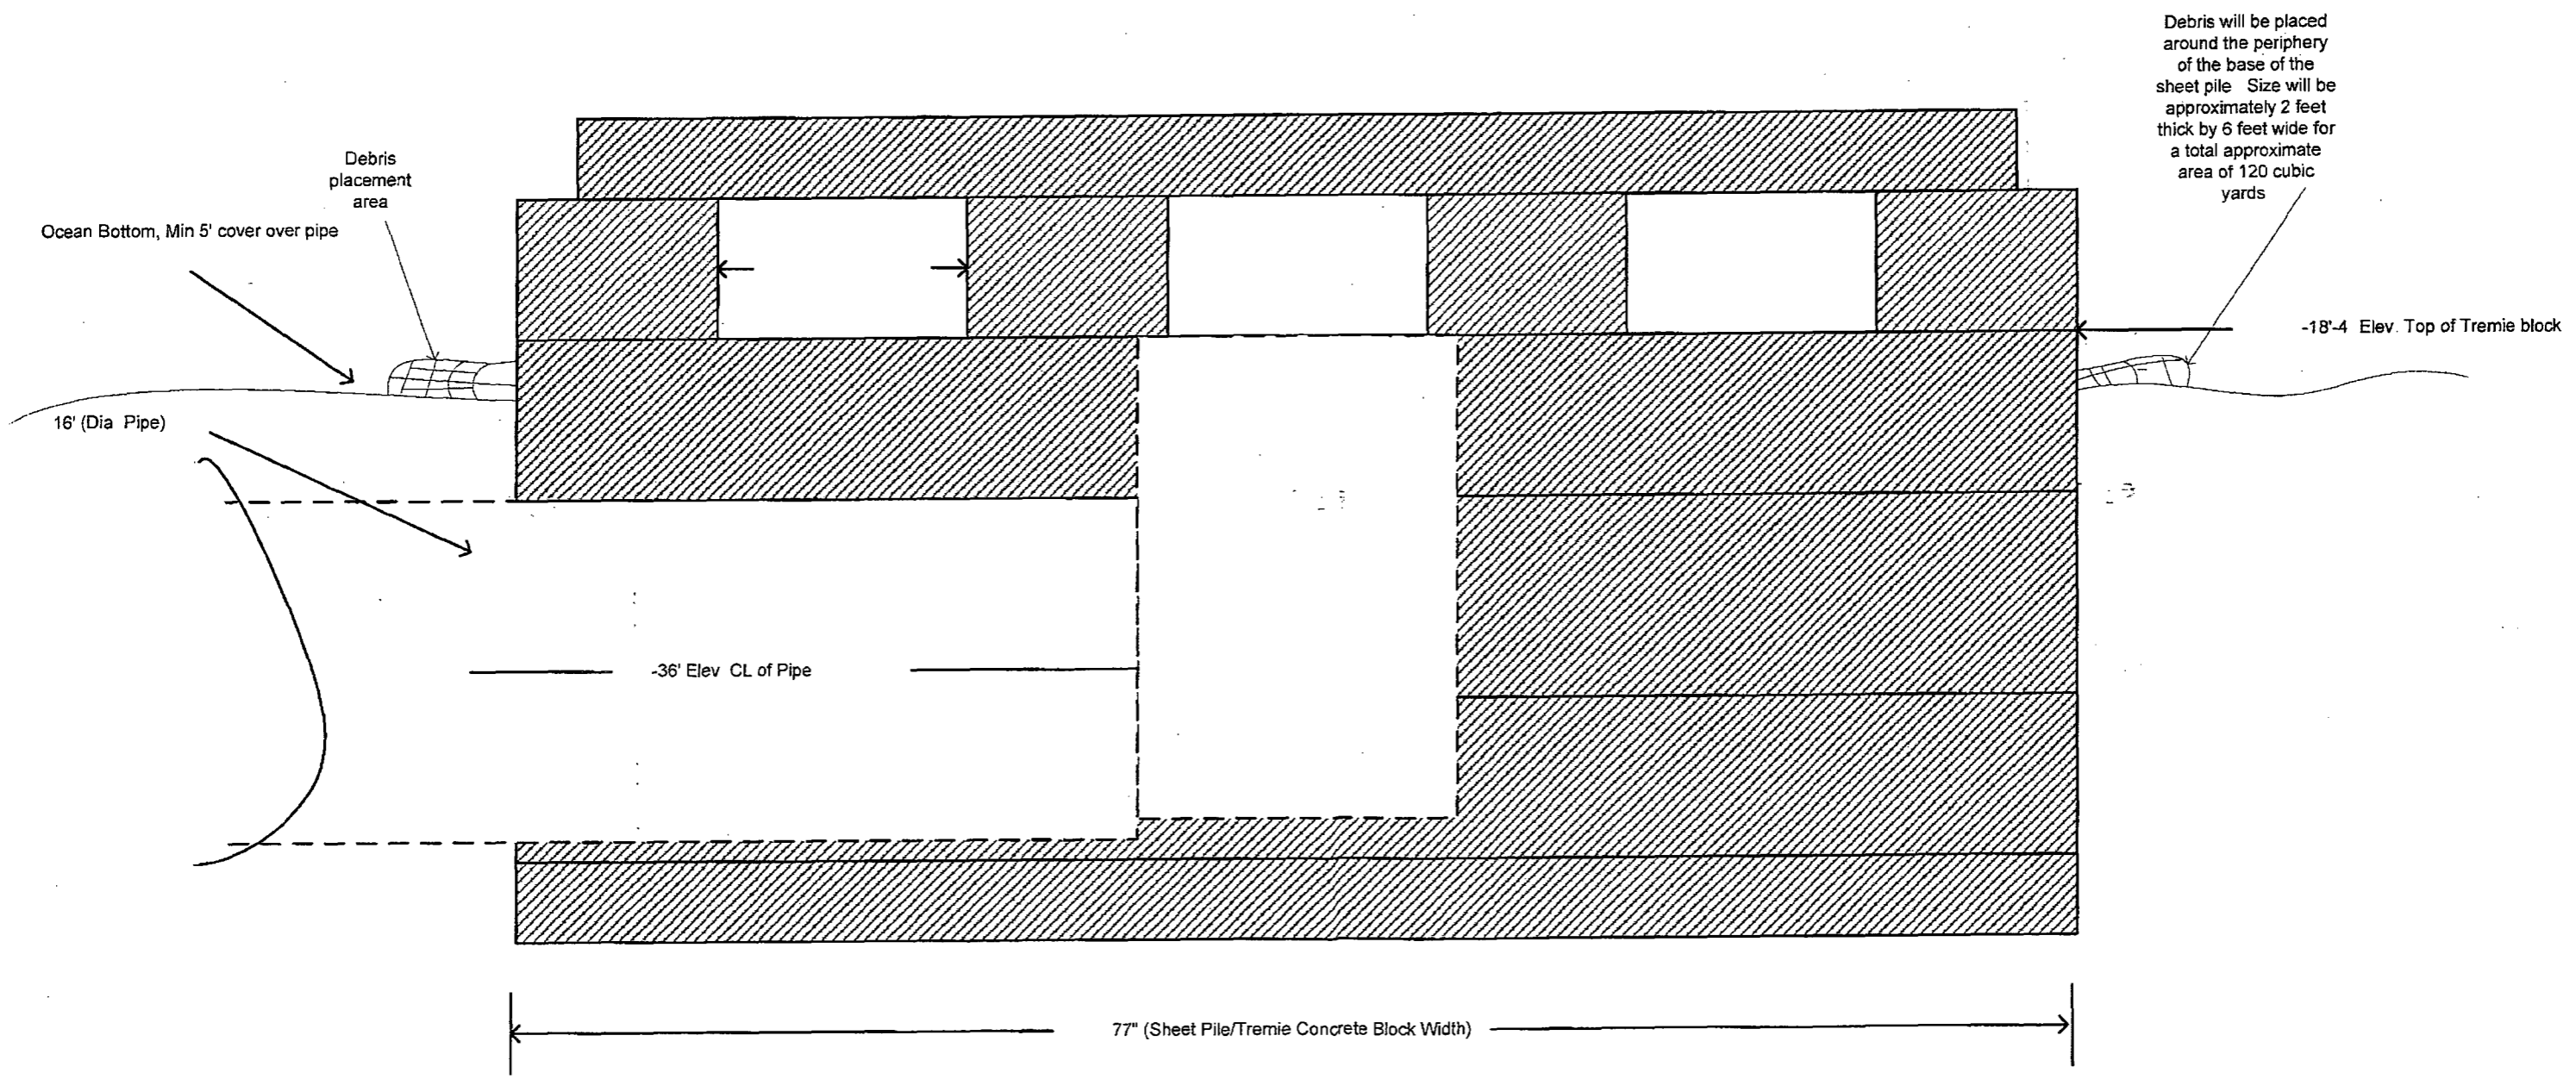 Debris will be placed
around the periphery
of the base of the
sheet pile Size will be
approximately 2 feet
thick by 6 feet wide for
a total approximate
area of 120 cubic
yards
Debris
placement
area
Ocean Bottom, Min 5' cover over pipe
-18'-4 Elev. Top of Tremie block
16' (Dia Pipe)
-36' Elev CL of Pipe
77" (Sheet Pile/Tremie Concrete Block Width)